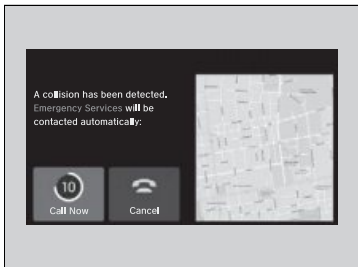 A collision has been detected.
Emergency Services will be
contacted automatically:
10
Call Now
Cancel